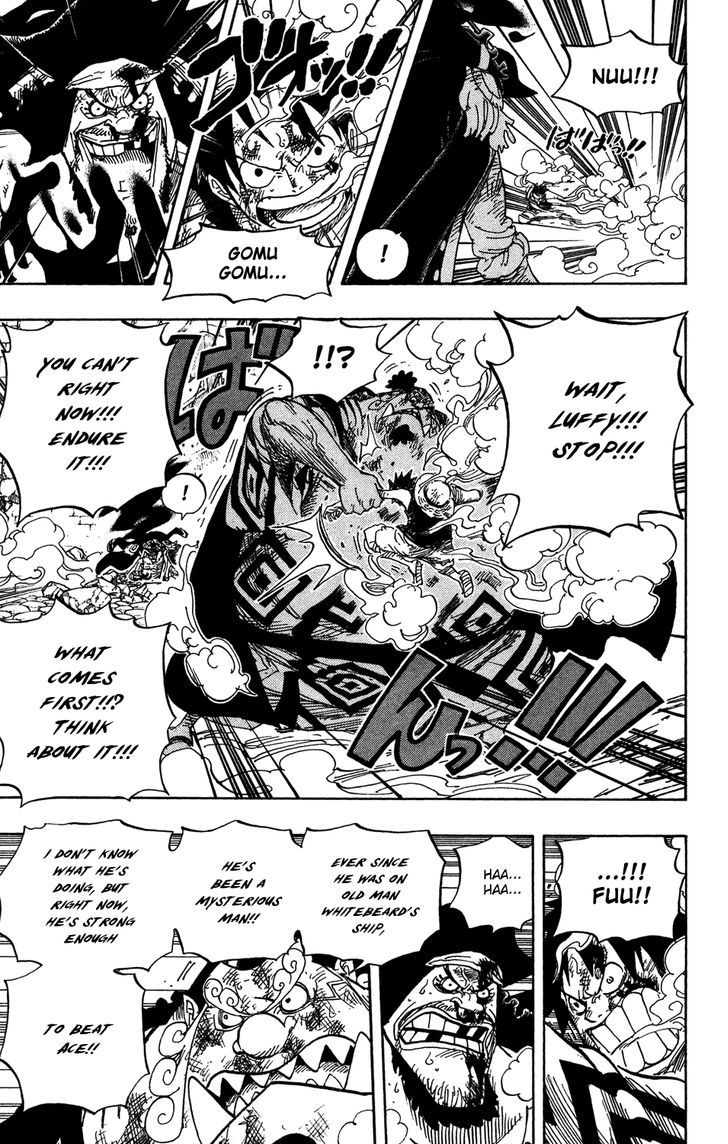 NUU!!!
ばばっ!!
!
ゴオォッ!!!
GOMU
GOMU...
WAIT,
LUFFY!!!
STOP!!!
!!?
ばんっ...!!!
YOU CAN'T
RIGHT
NOW!!!
ENDURE
IT!!!
!
WHAT
COMES
FIRST!!?
THINK
ABOUT IT!!!
...!!!
FUU!!
HAA...
HAA...
EVER SINCE
HE WAS ON
OLD MAN
WHITEBEARD'S
SHIP,
HE'S
BEEN A
MYSTERIOUS
MAN!!
I DON'T KNOW
WHAT HE'S
DOING, BUT
RIGHT NOW,
HE'S STRONG
ENOUGH
TO BEAT
ACE!!